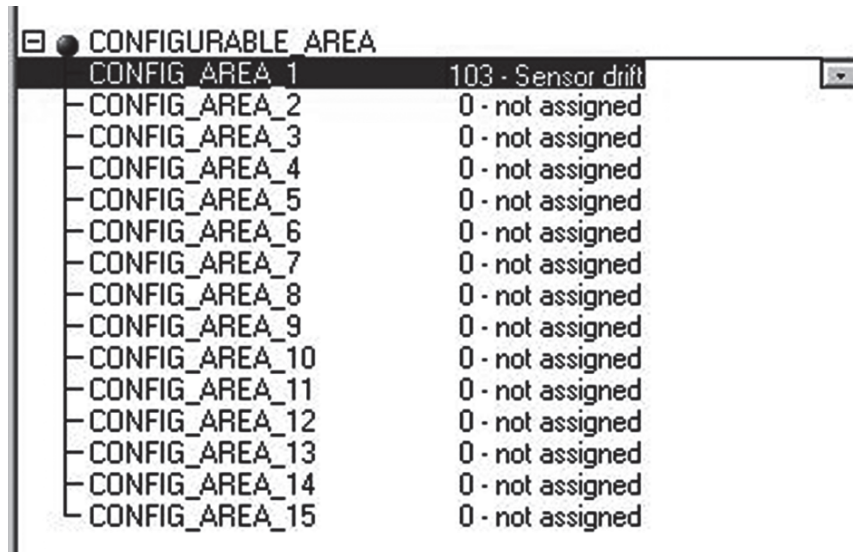 CONFIGURABLE_AREA
CONFIG_AREA_1 103 - Sensor drift
CONFIG_AREA_2 0 - not assigned
CONFIG_AREA_3 0 - not assigned
CONFIG_AREA_4 0 - not assigned
CONFIG_AREA_5 0 - not assigned
CONFIG_AREA_6 0 - not assigned
CONFIG_AREA_7 0 - not assigned
CONFIG_AREA_8 0 - not assigned
CONFIG_AREA_9 0 - not assigned
CONFIG_AREA_10 0 - not assigned
CONFIG_AREA_11 0 - not assigned
CONFIG_AREA_12 0 - not assigned
CONFIG_AREA_13 0 - not assigned
CONFIG_AREA_14 0 - not assigned
CONFIG_AREA_15 0 - not assigned